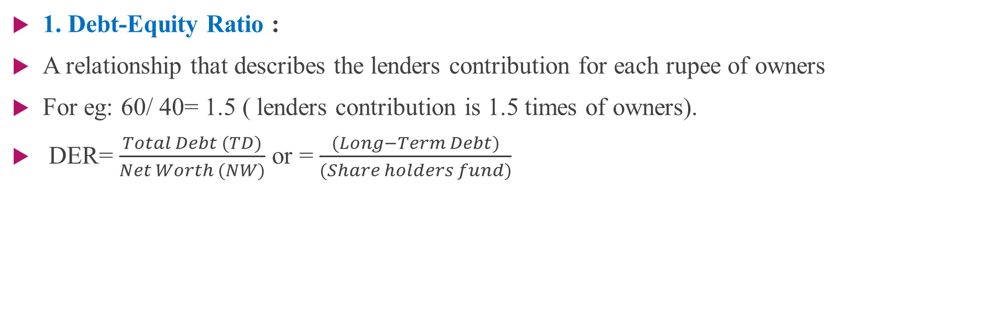 1. Debt-Equity Ratio :
A relationship that describes the lenders contribution for each rupee of owners
For eg: 60/ 40= 1.5 ( lenders contribution is 1.5 times of owners).
DER= Total Debt (TD) / Net Worth (NW) or = (Long−Term Debt) / (Share holders fund)